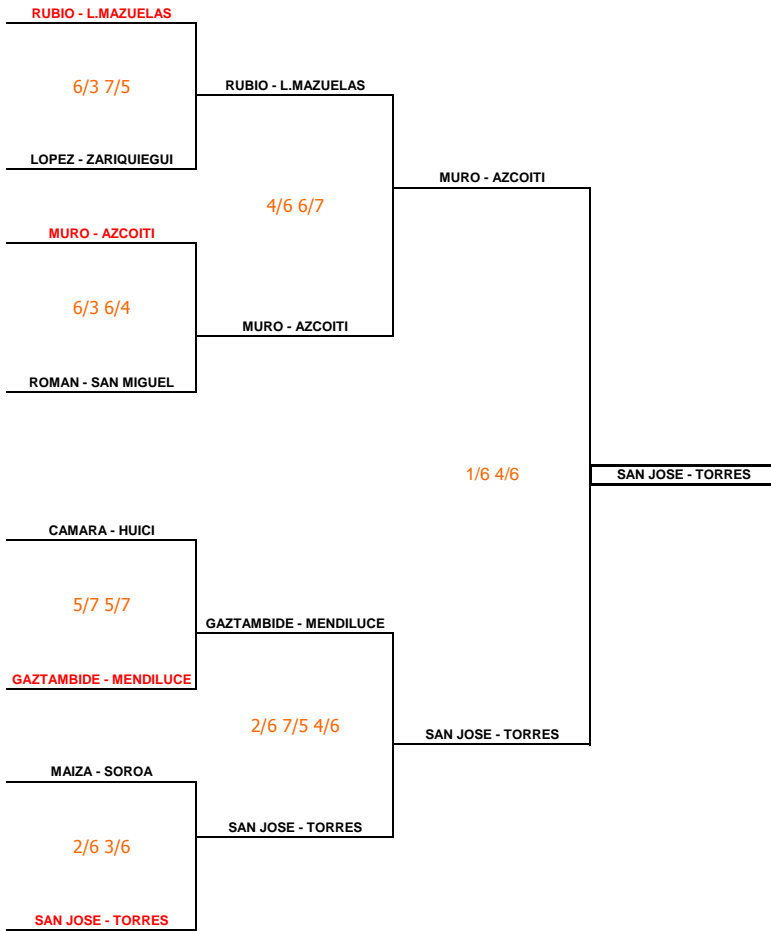 RUBIO - L.MAZUELAS
6/3 7/5
RUBIO - L.MAZUELAS
LOPEZ - ZARIQUIEGUI
MURO - AZCOITI
4/6 6/7
MURO - AZCOITI
6/3 6/4
MURO - AZCOITI
ROMAN - SAN MIGUEL
1/6 4/6
SAN JOSE - TORRES
CAMARA - HUICI
5/7 5/7
GAZTAMBIDE - MENDILUCE
GAZTAMBIDE - MENDILUCE
2/6 7/5 4/6
SAN JOSE - TORRES
MAIZA - SOROA
SAN JOSE - TORRES
2/6 3/6
SAN JOSE - TORRES